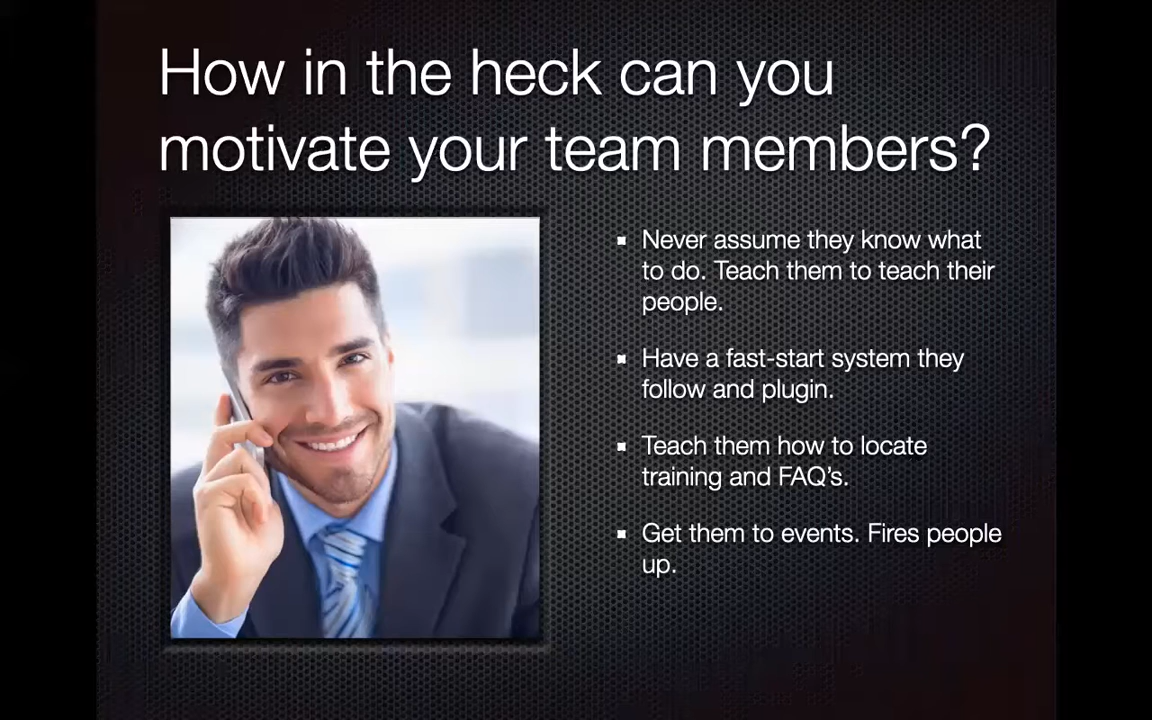 How in the heck can you
motivate your team members?
Never assume they know what
to do. Teach them to teach their
people.
Have a fast-start system they
follow and plugin.
Teach them how to locate
training and FAQ's.
Get them to events. Fires people
up.